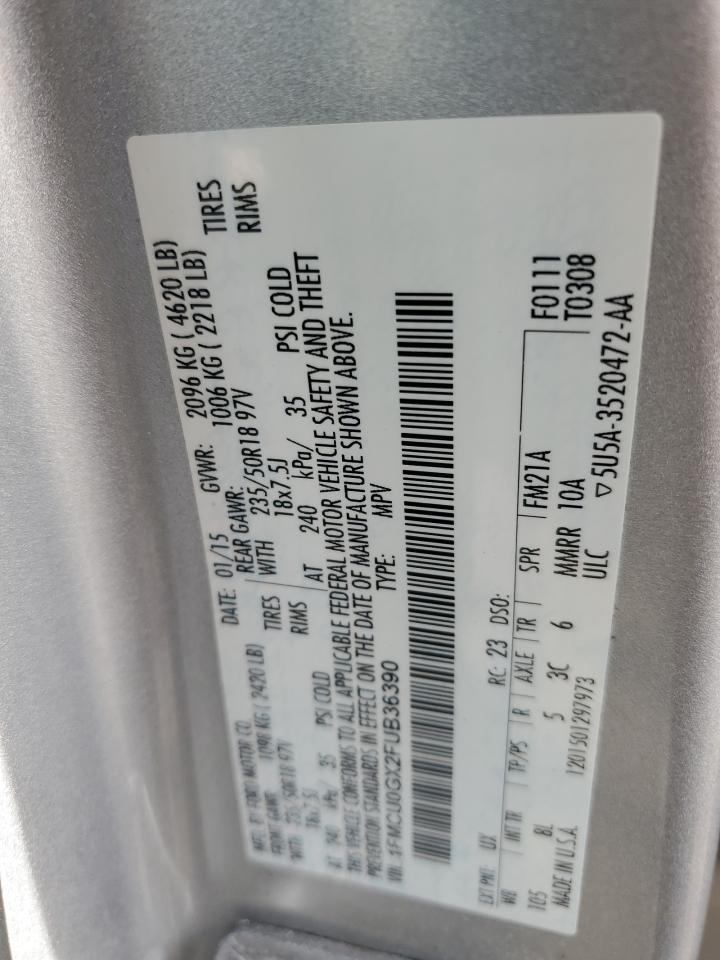 MFD. BY FORD MOTOR CO. DATE: 01/15 GVWR: 2096 KG ( 4620 LB)
FRONT GAWR: 1098 KG ( 2420 LB) REAR GAWR: 1006 KG ( 2218 LB)
WITH 235/50R18 97V TIRES WITH 235/50R18 97V TIRES
18x7.5J RIMS 18x7.5J RIMS
AT 240 kPa/ 35 PSI COLD AT 240 kPa/ 35 PSI COLD
THIS VEHICLE CONFORMS TO ALL APPLICABLE FEDERAL MOTOR VEHICLE SAFETY AND THEFT
PREVENTION STANDARDS IN EFFECT ON THE DATE OF MANUFACTURE SHOWN ABOVE.
VIN: 1FMCU0GX2FUB36390 TYPE: MPV
EXT PNT: UX RC: 23 DSO:
WB INT TR TP/PS R AXLE TR SPR FM21A F0111
105 8L 5 3C 6 MMRR 10A T0308
MADE IN U.S.A. 1201501297973 ULC ▽5U5A-3520472-AA